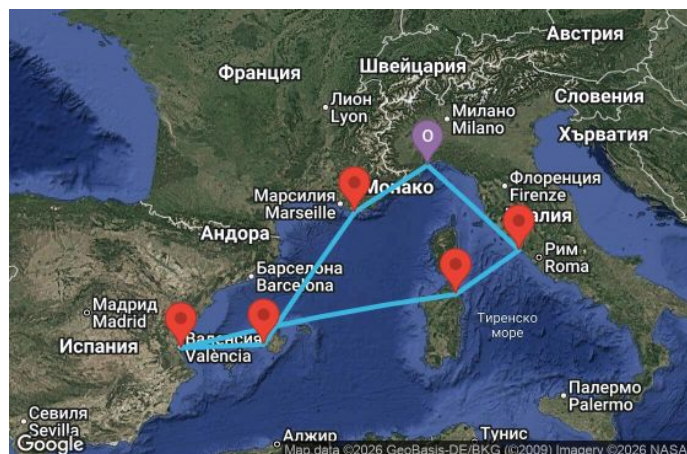 Австрия
Швейцария
Франция
Словения
Лион
Lyon
Милано
Milano
Хърватия
O
Флоренция
Firenze
Монако
Марсилия
Marseille
алия
Андора
Рим
Roma
Барселона
Barcelona
Мадрид
Madrid
Тиренско
море
Валенсия
València
Испания
Палермо
Palermo
Севиля
Sevilla
Алжир
Тунис
Google
Map data ©2026 GeoBasis-DE/BKG (©2009) Imagery ©2026 NASA